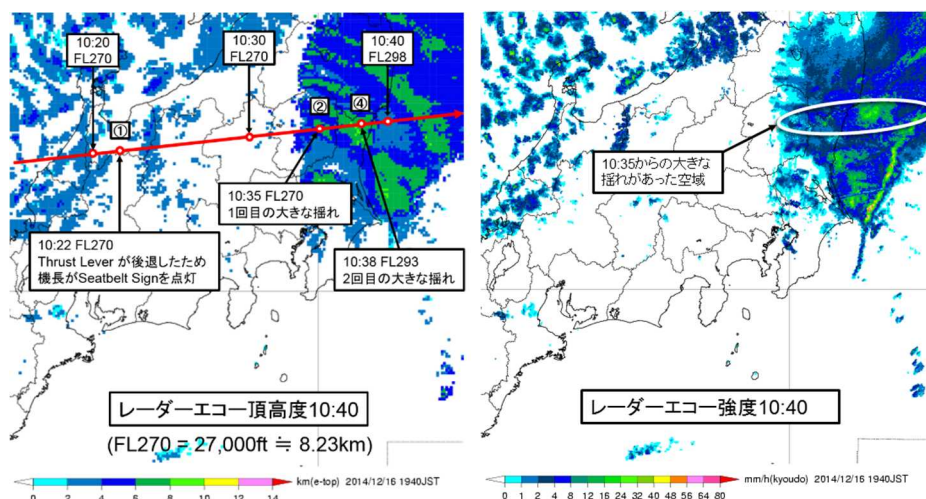 10:20
FL270
10:30
FL270
10:40
FL298
①
②
④
10:35 FL270
1回目の大きな揺れ
10:22 FL270
Thrust Lever が後退したため
機長がSeatbelt Signを点灯
10:38 FL293
2回目の大きな揺れ
レーダーエコー頂高度10:40
(FL270 = 27,000ft ≒ 8.23km)
km(e-top) 2014/12/16 1940JST
0 2 4 6 8 10 12 14
10:35からの大きな
揺れがあった空域
レーダーエコー強度10:40
mm/h(kyoudo) 2014/12/16 1940JST
0 1 2 4 8 16 24 32 40 48 56 64 80